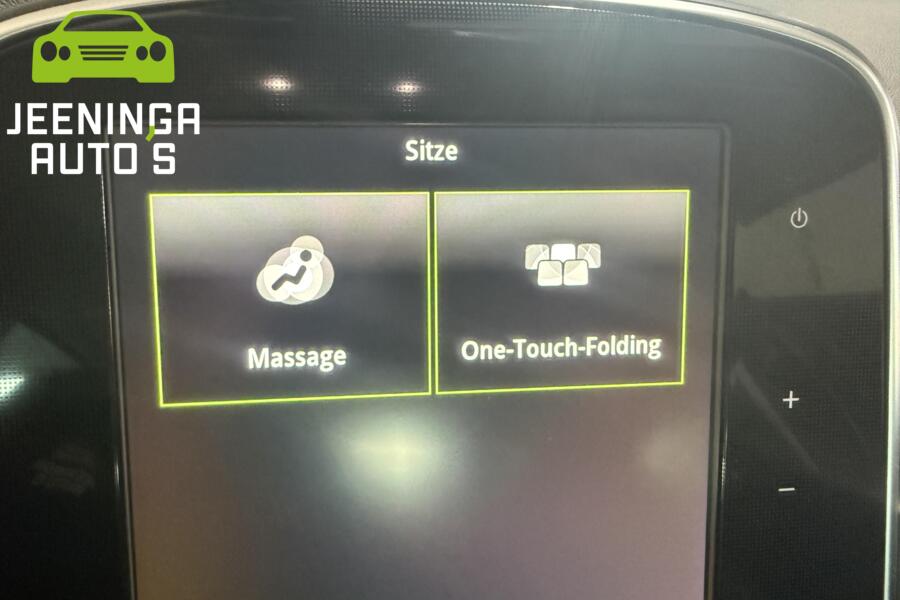 JEENINGA
AUTO'S
Sitze
Massage
One-Touch-Folding
+
−